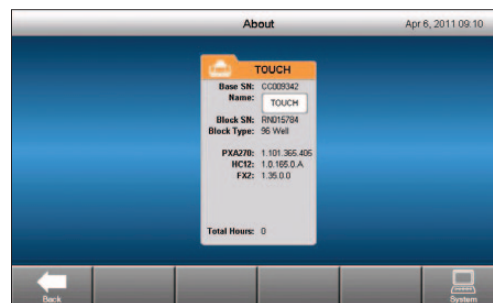 About
Apr 6, 2011 09:10
TOUCH
Base SN: CC009342
Name: TOUCH
Block SN: RN015784
Block Type: 96 Well
PXA270: 1.101.365.405
HC12: 1.0.165.0.A
FX2: 1.35.0.0
Total Hours: 0
Back
System